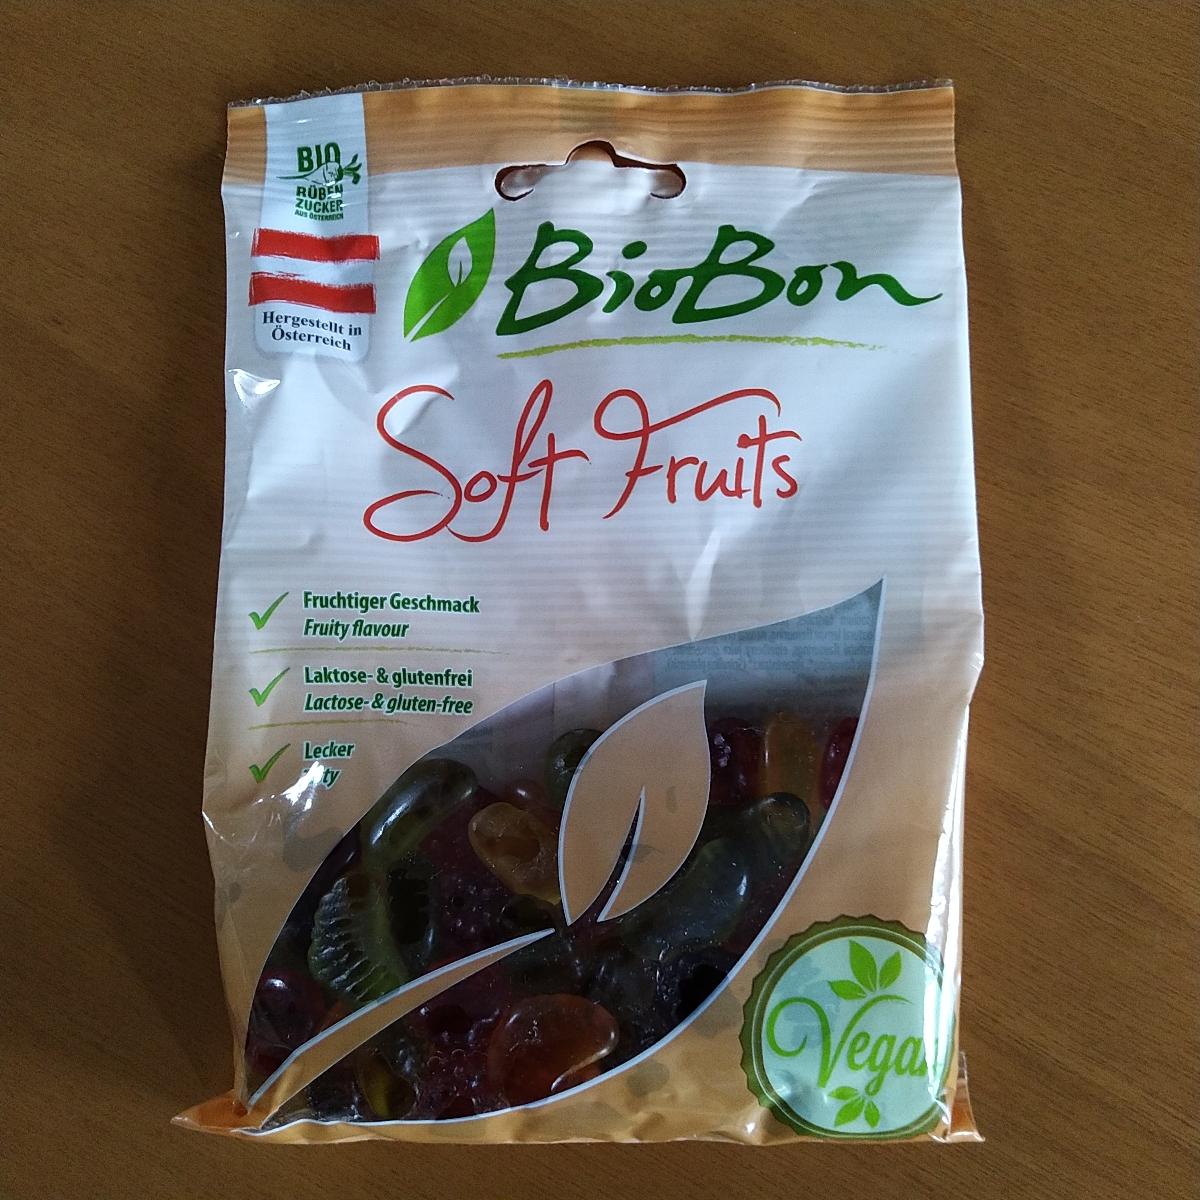 BIO
RÜBEN
ZUCKER
AUS ÖSTERREICH
Hergestellt in
Österreich
BioBon
Soft Fruits
Fruchtiger Geschmack
Fruity flavour
Laktose- & glutenfrei
Lactose- & gluten-free
Lecker
Vegan